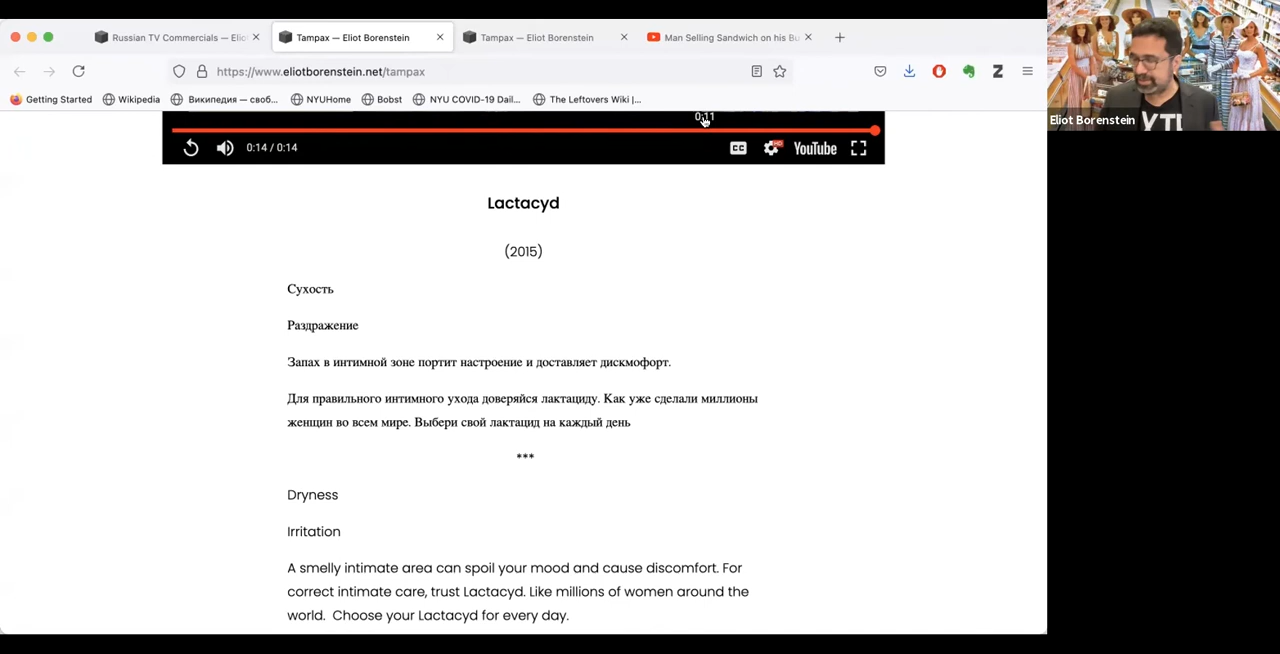 Russian TV Commercials — Elio
Tampax — Eliot Borenstein
Tampax — Eliot Borenstein
Man Selling Sandwich on his Bu
https://www.eliotborenstein.net/tampax
Getting Started
Wikipedia
Википедия — своб...
NYUHome
Bobst
NYU COVID-19 Dail...
The Leftovers Wiki |...
Eliot Borenstein
0:11
0:14 / 0:14
CC
HD
YouTube
Lactacyd
(2015)
Сухость
Раздражение
Запах в интимной зоне портит настроение и доставляет дискмофорт.
Для правильного интимного ухода доверяйся лактациду. Как уже сделали миллионы
женщин во всем мире. Выбери свой лактацид на каждый день
***
Dryness
Irritation
A smelly intimate area can spoil your mood and cause discomfort. For
correct intimate care, trust Lactacyd. Like millions of women around the
world. Choose your Lactacyd for every day.